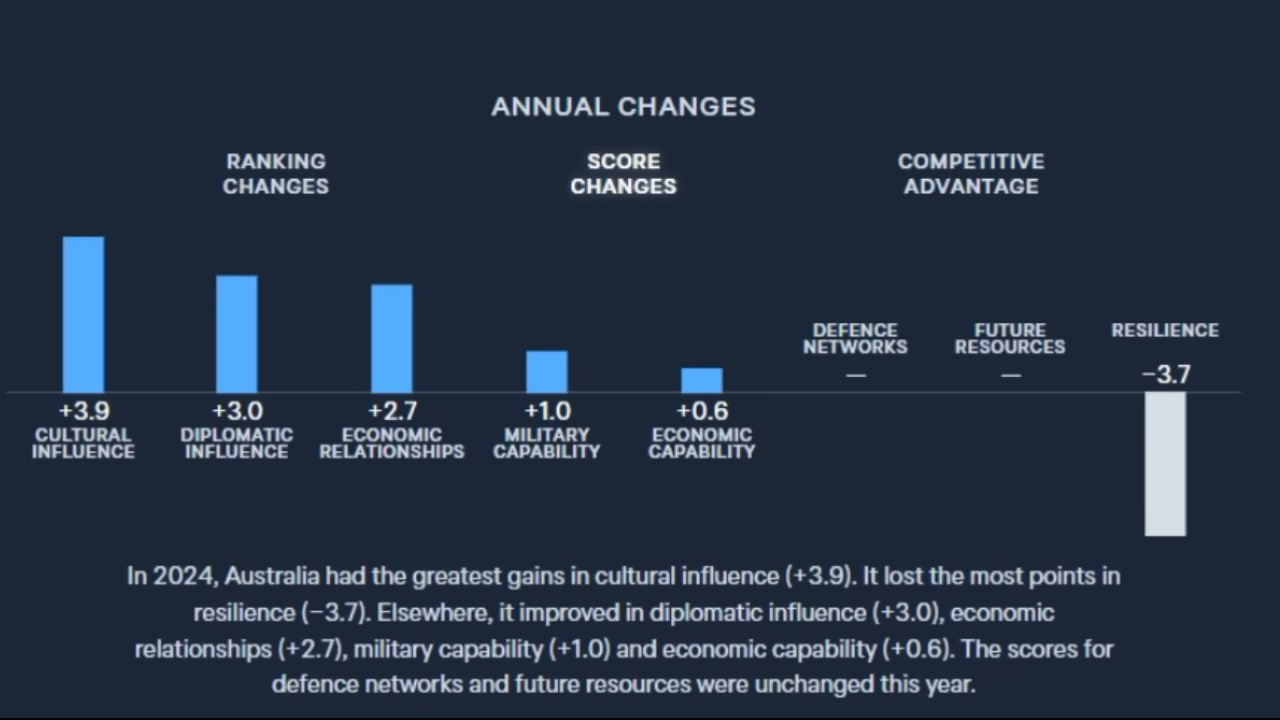 ANNUAL CHANGES
RANKING
CHANGES
SCORE
CHANGES
COMPETITIVE
ADVANTAGE
+3.9
CULTURAL
INFLUENCE
+3.0
DIPLOMATIC
INFLUENCE
+2.7
ECONOMIC
RELATIONSHIPS
+1.0
MILITARY
CAPABILITY
+0.6
ECONOMIC
CAPABILITY
DEFENCE
NETWORKS
—
FUTURE
RESOURCES
—
RESILIENCE
−3.7
In 2024, Australia had the greatest gains in cultural influence (+3.9). It lost the most points in
resilience (−3.7). Elsewhere, it improved in diplomatic influence (+3.0), economic
relationships (+2.7), military capability (+1.0) and economic capability (+0.6). The scores for
defence networks and future resources were unchanged this year.